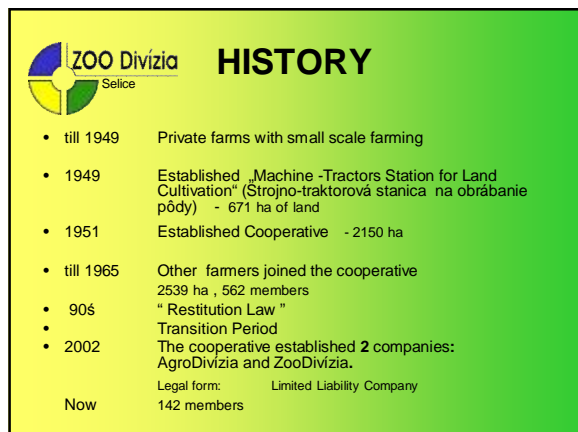 ZOO Divízia
Selice
HISTORY
• till 1949 Private farms with small scale farming
• 1949 Established „Machine -Tractors Station for Land
Cultivation“ (Strojno-traktorová stanica na obrábanie
pôdy) - 671 ha of land
• 1951 Established Cooperative - 2150 ha
• till 1965 Other farmers joined the cooperative
2539 ha , 562 members
• 90ś “ Restitution Law ”
• Transition Period
• 2002 The cooperative established 2 companies:
AgroDivízia and ZooDivízia.
Legal form: Limited Liability Company
Now 142 members